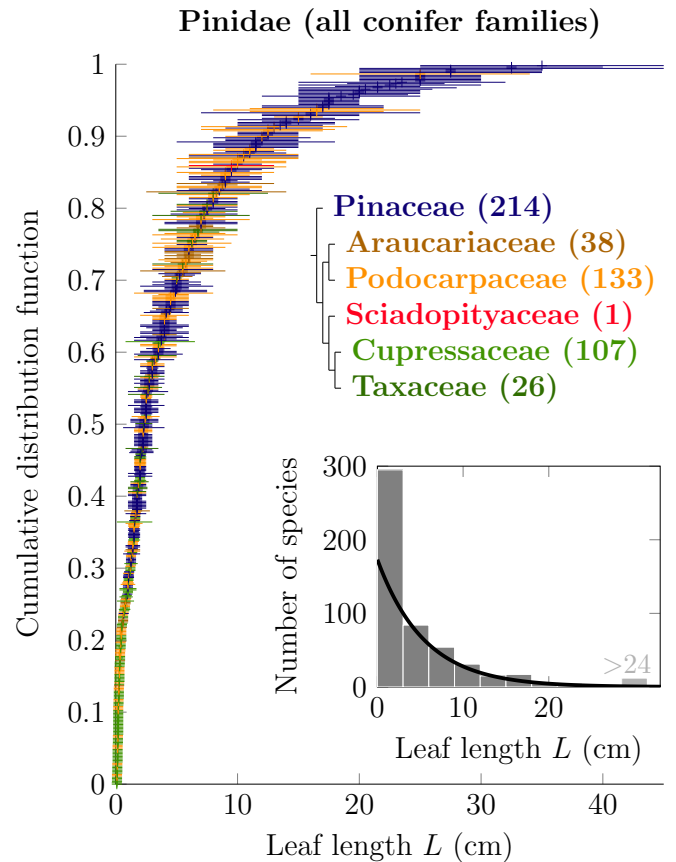 Pinidae (all conifer families)
Cumulative distribution function
1
0.9
0.8
0.7
0.6
0.5
0.4
0.3
0.2
0.1
0
0 10 20 30 40
Leaf length L (cm)
Pinaceae (214)
Araucariaceae (38)
Podocarpaceae (133)
Sciadopityaceae (1)
Cupressaceae (107)
Taxaceae (26)
Number of species
300
200
100
0
>24
0 10 20
Leaf length L (cm)